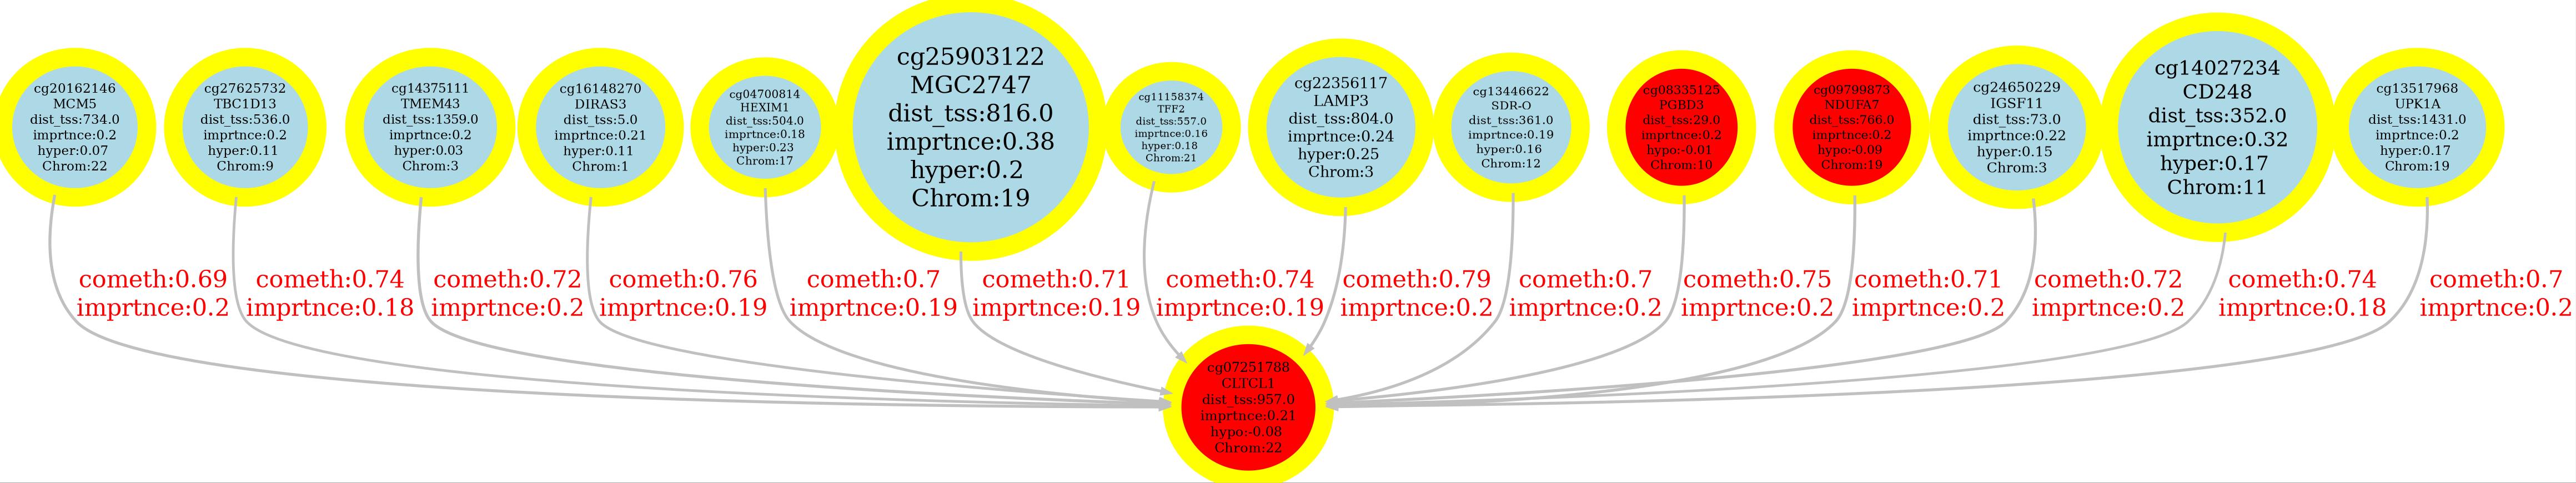 cg20162146
MCM5
dist_tss:734.0
imprtnce:0.2
hyper:0.07
Chrom:22
cg27625732
TBC1D13
dist_tss:536.0
imprtnce:0.2
hyper:0.11
Chrom:9
cg14375111
TMEM43
dist_tss:1359.0
imprtnce:0.2
hyper:0.03
Chrom:3
cg16148270
DIRAS3
dist_tss:5.0
imprtnce:0.21
hyper:0.11
Chrom:1
cg04700814
HEXIM1
dist_tss:504.0
imprtnce:0.18
hyper:0.23
Chrom:17
cg25903122
MGC2747
dist_tss:816.0
imprtnce:0.38
hyper:0.2
Chrom:19
cg11158374
TFF2
dist_tss:557.0
imprtnce:0.16
hyper:0.18
Chrom:21
cg22356117
LAMP3
dist_tss:804.0
imprtnce:0.24
hyper:0.25
Chrom:3
cg13446622
SDR-O
dist_tss:361.0
imprtnce:0.19
hyper:0.16
Chrom:12
cg08335125
PGBD3
dist_tss:29.0
imprtnce:0.2
hypo:-0.01
Chrom:10
cg09799873
NDUFA7
dist_tss:766.0
imprtnce:0.2
hypo:-0.09
Chrom:19
cg24650229
IGSF11
dist_tss:73.0
imprtnce:0.22
hyper:0.15
Chrom:3
cg14027234
CD248
dist_tss:352.0
imprtnce:0.32
hyper:0.17
Chrom:11
cg13517968
UPK1A
dist_tss:1431.0
imprtnce:0.2
hyper:0.17
Chrom:19
cometh:0.69
imprtnce:0.2
cometh:0.74
imprtnce:0.18
cometh:0.72
imprtnce:0.2
cometh:0.76
imprtnce:0.19
cometh:0.7
imprtnce:0.19
cometh:0.71
imprtnce:0.19
cometh:0.74
imprtnce:0.19
cometh:0.79
imprtnce:0.2
cometh:0.7
imprtnce:0.2
cometh:0.75
imprtnce:0.2
cometh:0.71
imprtnce:0.2
cometh:0.72
imprtnce:0.2
cometh:0.74
imprtnce:0.18
cometh:0.7
imprtnce:0.2
cg07251788
CLTCL1
dist_tss:957.0
imprtnce:0.21
hypo:-0.08
Chrom:22